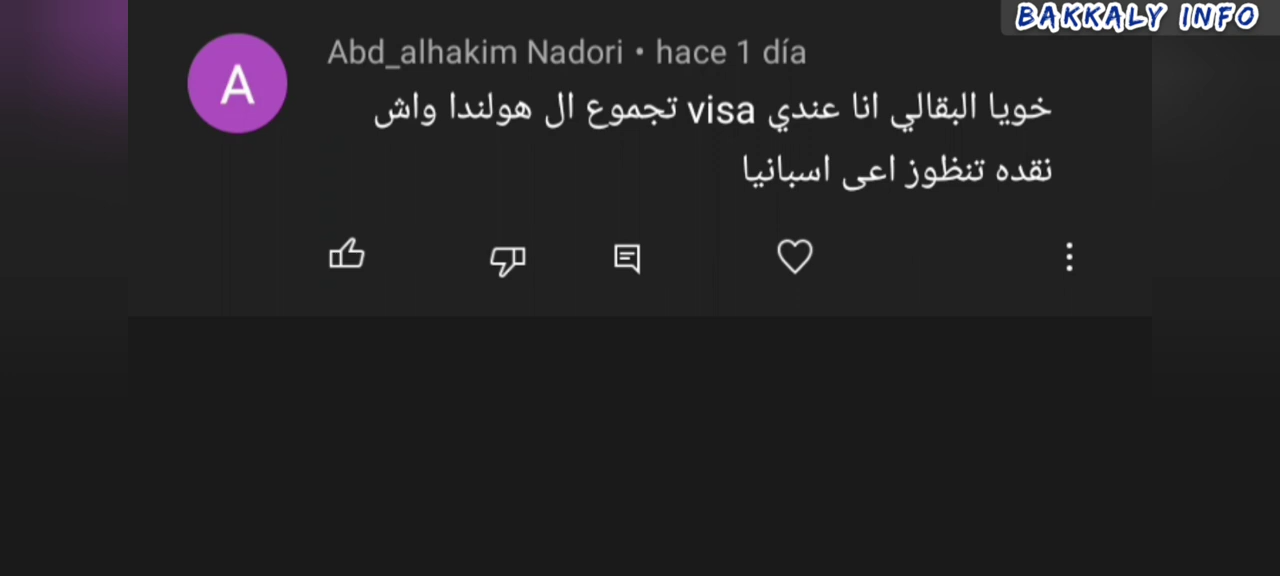 BAKKALY INFO
A
Abd_alhakim Nadori • hace 1 día
خويا البقالي انا عندي visa تجموع ال هولندا واش
نقده تنظوز اعى اسبانيا